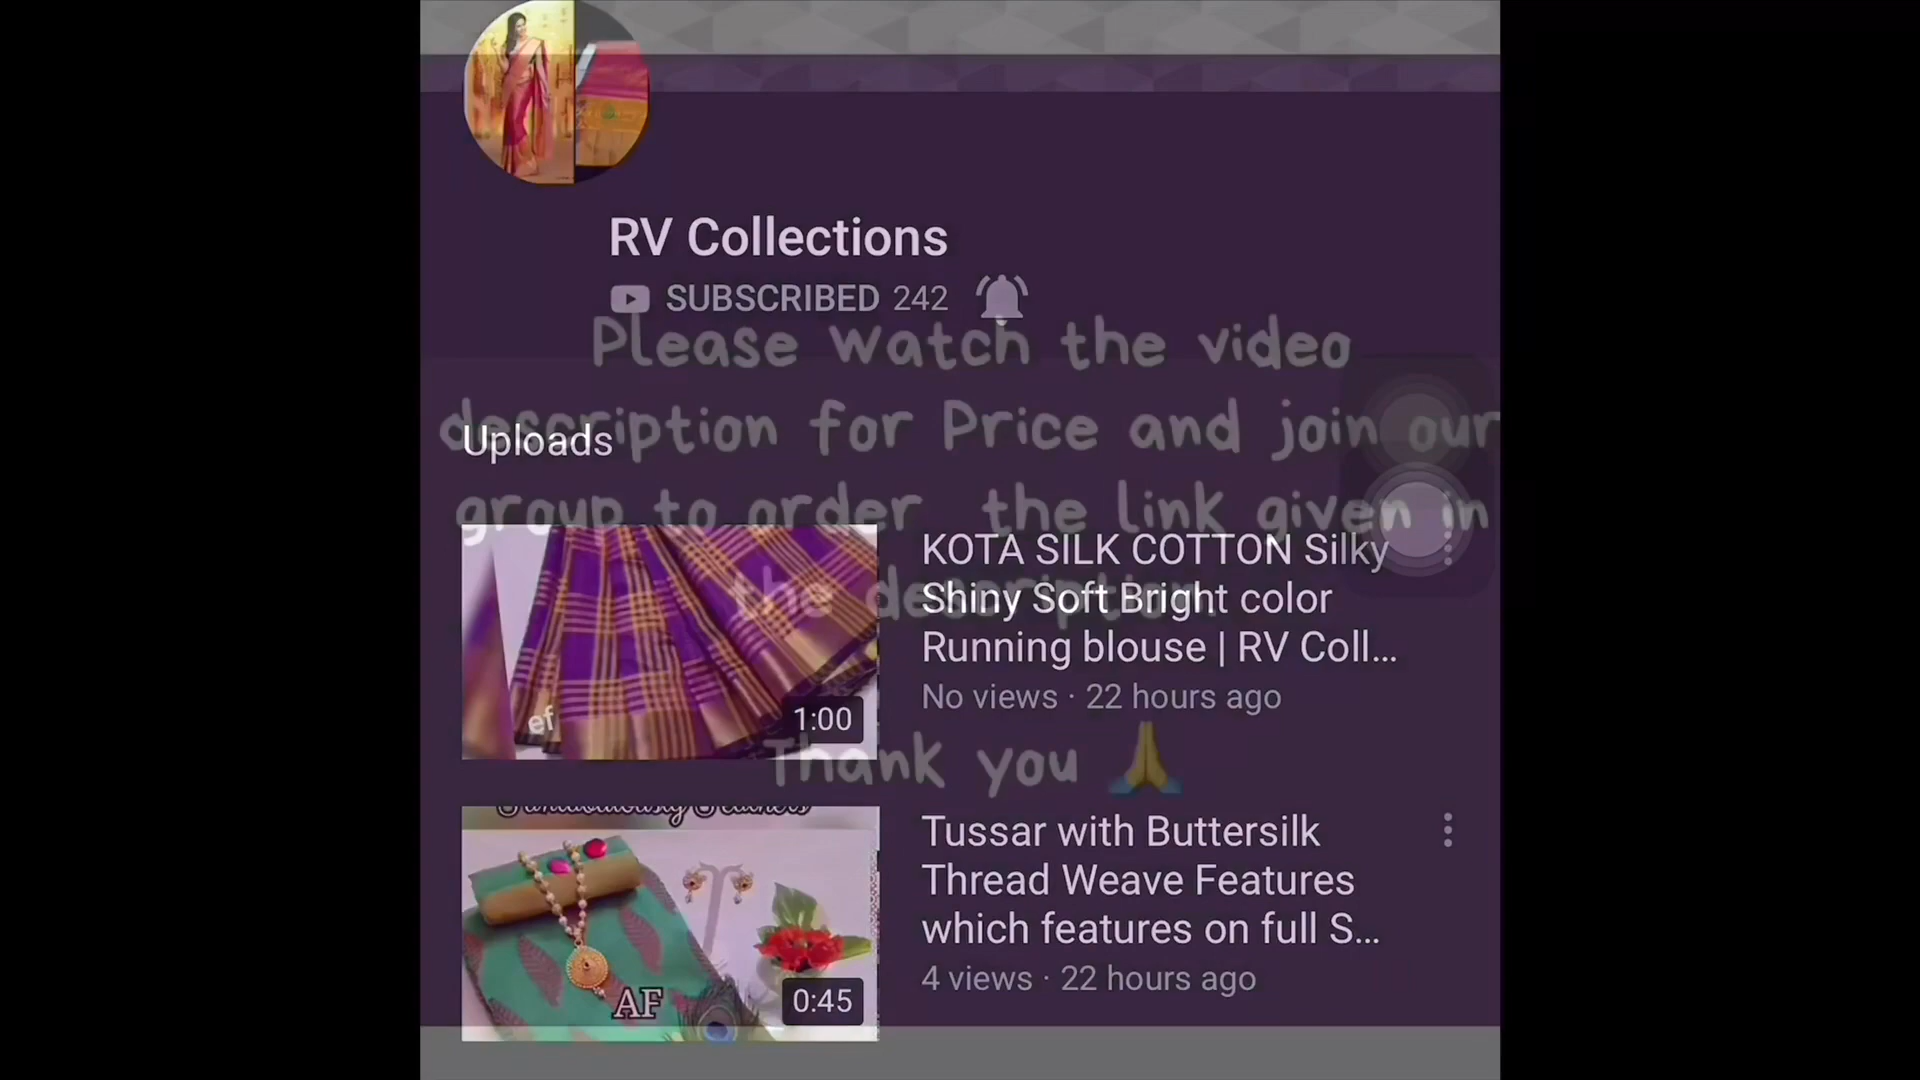 RV Collections
SUBSCRIBED 242
Please Watch the video
description for Price and join our
Uploads
group to order the link given in
KOTA SILK COTTON Silky
the description.
Shiny Soft Bright color
Running blouse | RV Coll...
No views · 22 hours ago
ef
1:00
Thank you 🙏
Tussar with Buttersilk
Thread Weave Features
which features on full S...
4 views · 22 hours ago
AF
0:45